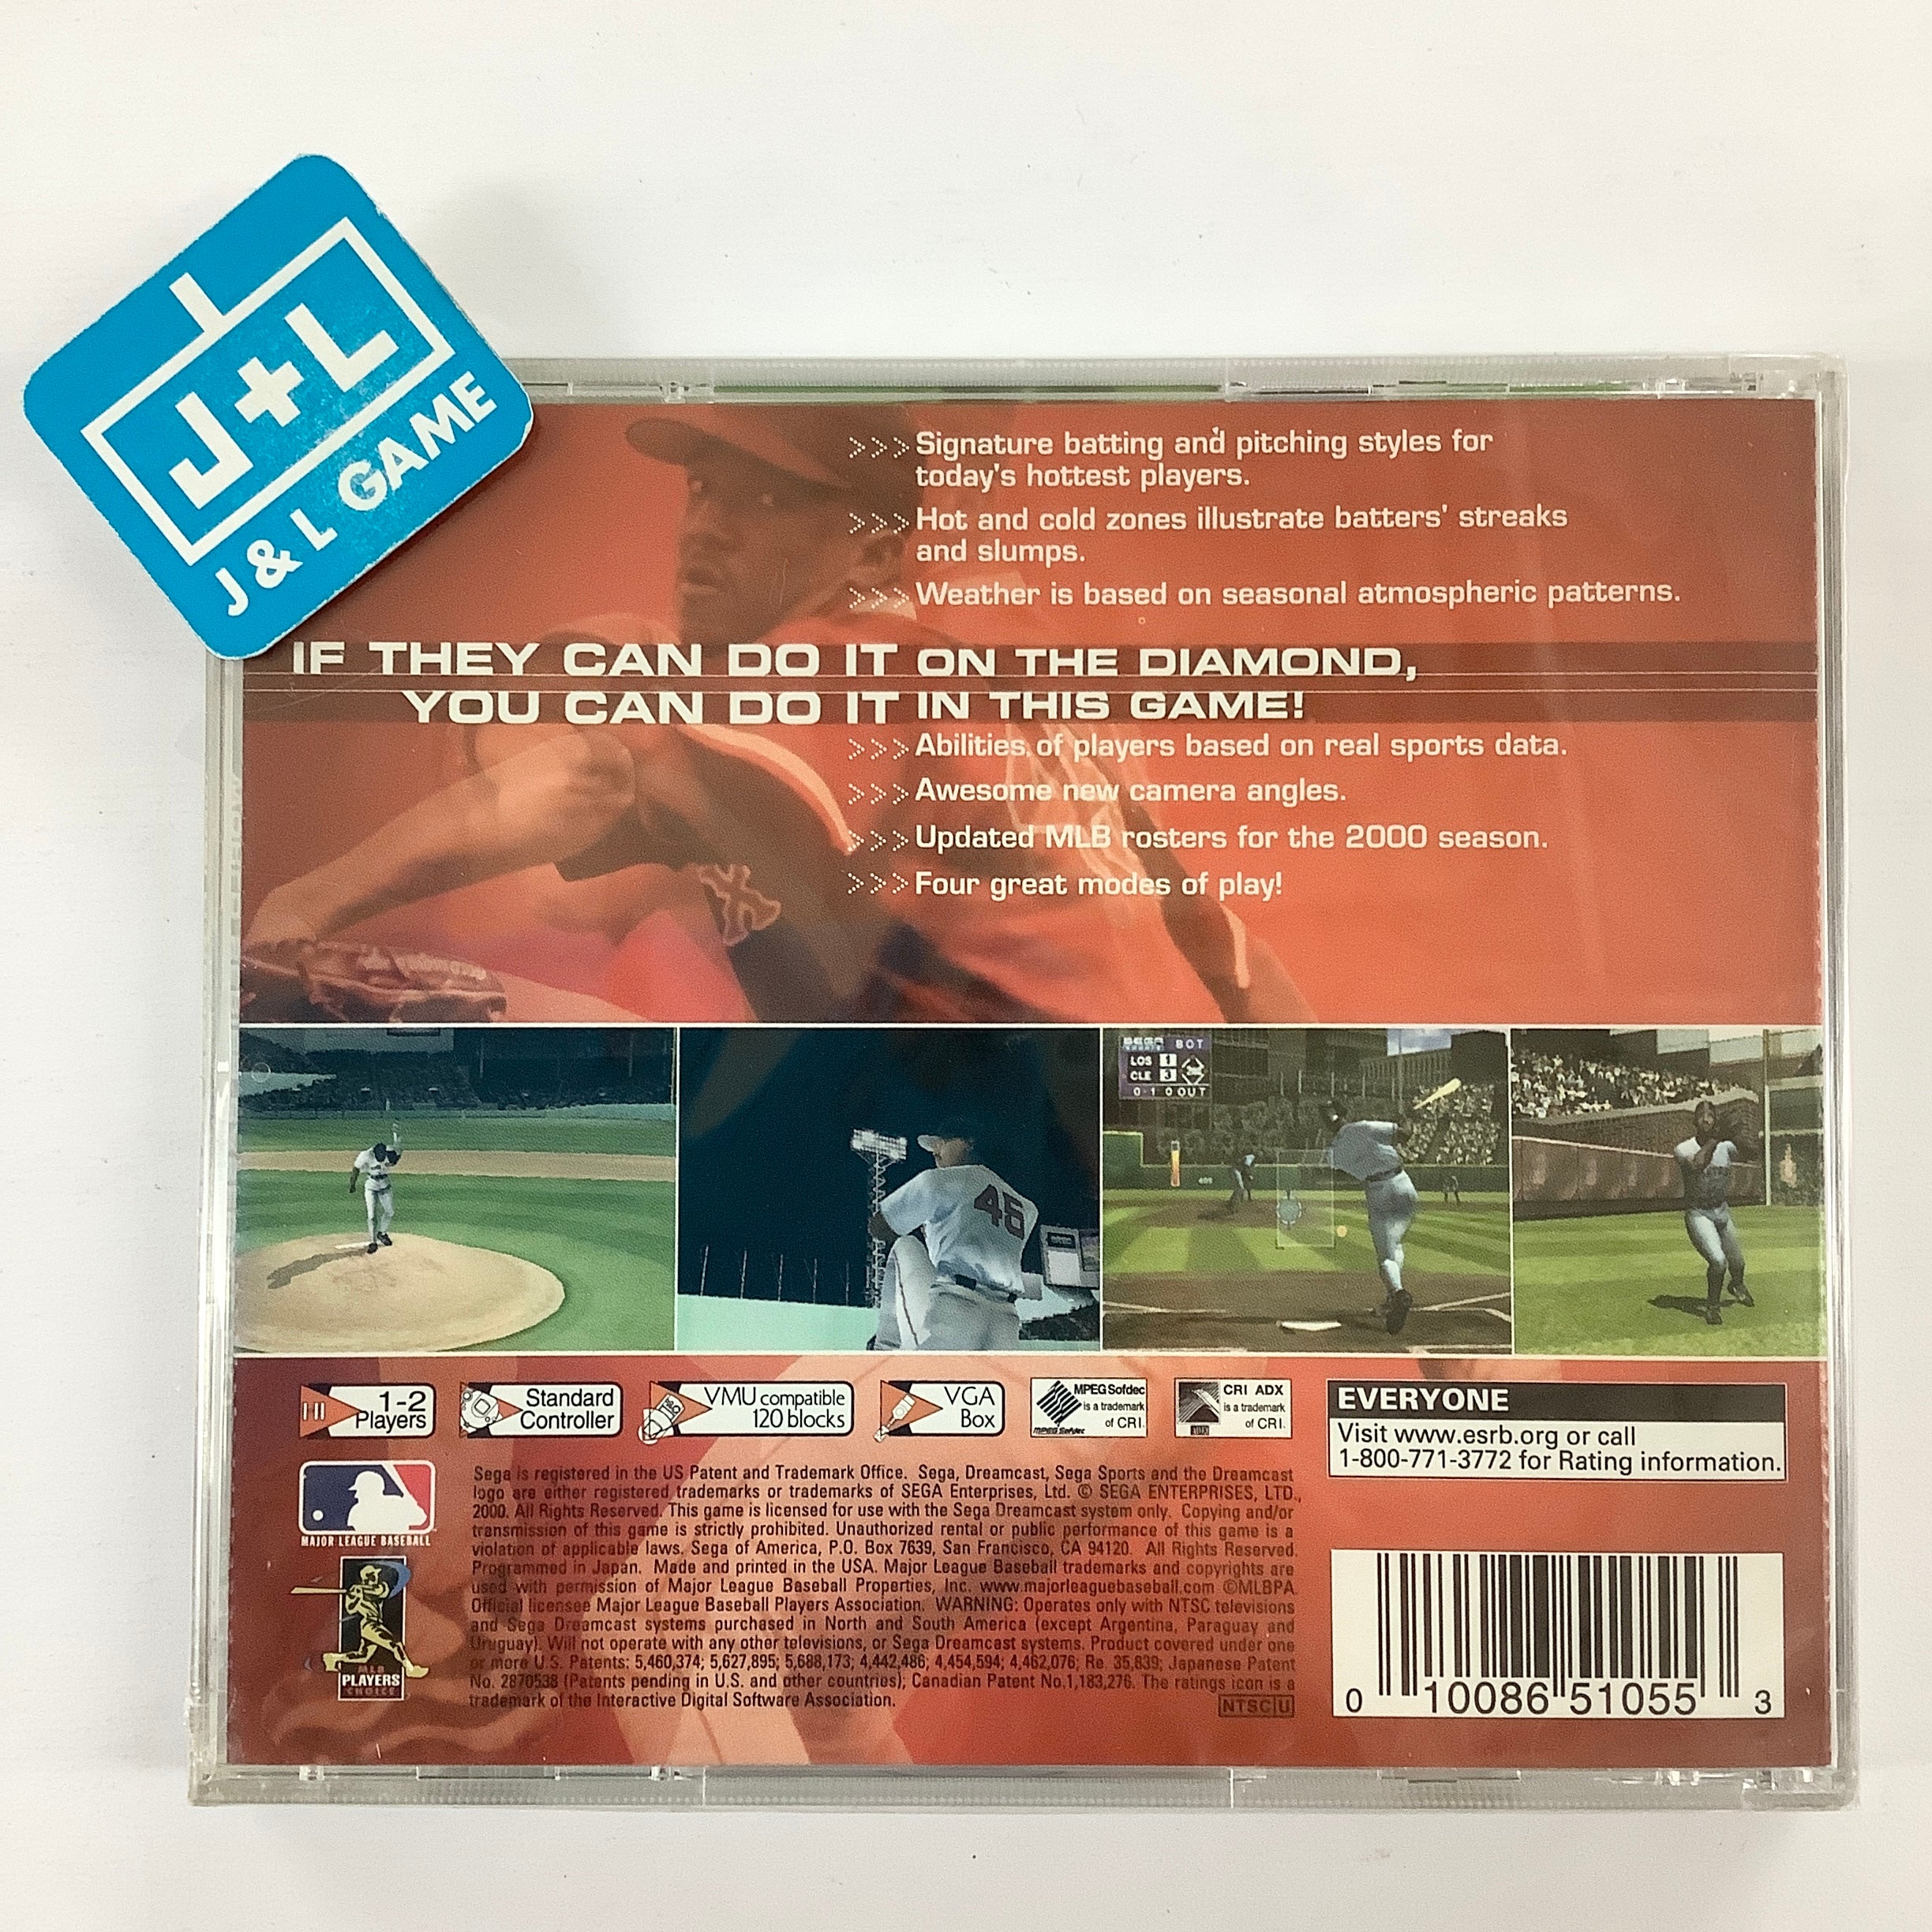 J+L
J & L GAME
>>> Signature batting and pitching styles for
today's hottest players.
>>> Hot and cold zones illustrate batters' streaks
and slumps.
>>> Weather is based on seasonal atmospheric patterns.
IF THEY CAN DO IT ON THE DIAMOND,
YOU CAN DO IT IN THIS GAME!
>>> Abilities of players based on real sports data.
>>> Awesome new camera angles.
>>> Updated MLB rosters for the 2000 season.
>>> Four great modes of play!
45
BOT
LOS 1
CLE 3
0-1 0 OUT
1-2
Players
Standard
Controller
VMU compatible
120 blocks
VGA
Box
MPEG Sofdec
is a trademark
of CRI.
MPEG Sofdec
CRI ADX
is a trademark
of CRI.
EVERYONE
Visit www.esrb.org or call
1-800-771-3772 for Rating information.
MAJOR LEAGUE BASEBALL
MLB
PLAYERS
CHOICE
Sega is registered in the US Patent and Trademark Office. Sega, Dreamcast, Sega Sports and the Dreamcast
logo are either registered trademarks or trademarks of SEGA Enterprises, Ltd. © SEGA ENTERPRISES, LTD.,
2000. All Rights Reserved. This game is licensed for use with the Sega Dreamcast system only. Copying and/or
transmission of this game is strictly prohibited. Unauthorized rental or public performance of this game is a
violation of applicable laws. Sega of America, P.O. Box 7639, San Francisco, CA 94120. All Rights Reserved.
Programmed in Japan. Made and printed in the USA. Major League Baseball trademarks and copyrights are
used with permission of Major League Baseball Properties, Inc. www.majorleaguebaseball.com ©MLBPA
Official licensee Major League Baseball Players Association. WARNING: Operates only with NTSC televisions
and Sega Dreamcast systems purchased in North and South America (except Argentina, Paraguay and
Uruguay). Will not operate with any other televisions, or Sega Dreamcast systems. Product covered under one
or more U.S. Patents: 5,460,374; 5,627,895; 5,688,173; 4,442,486; 4,454,594; 4,462,076; Re. 35,839; Japanese Patent
No. 2870538 (Patents pending in U.S. and other countries); Canadian Patent No.1,183,276. The ratings icon is a
trademark of the Interactive Digital Software Association.
NTSC U
0 10086 51055 3